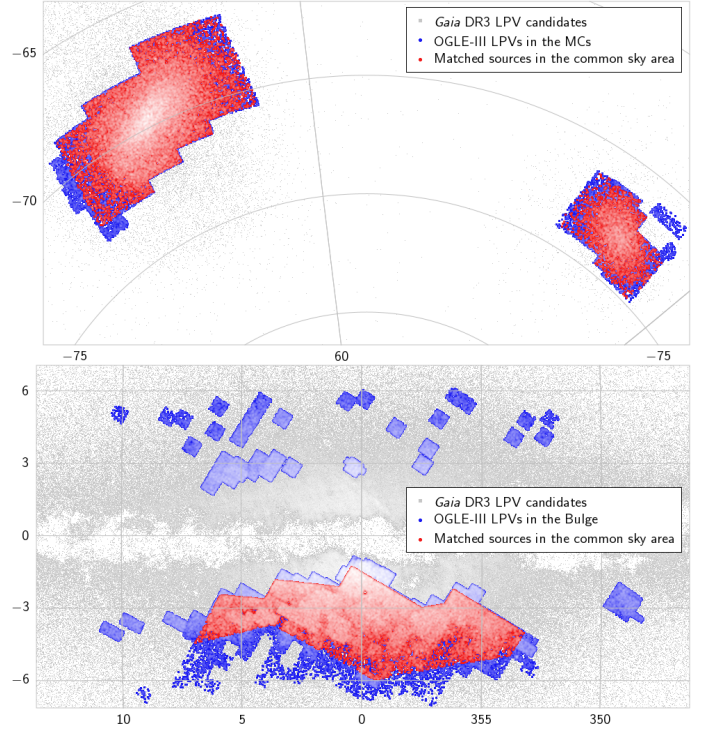 −65
Gaia DR3 LPV candidates
OGLE-III LPVs in the MCs
Matched sources in the common sky area
−70
−75
60
−75
6
3
Gaia DR3 LPV candidates
OGLE-III LPVs in the Bulge
Matched sources in the common sky area
0
−3
−6
10
5
0
355
350